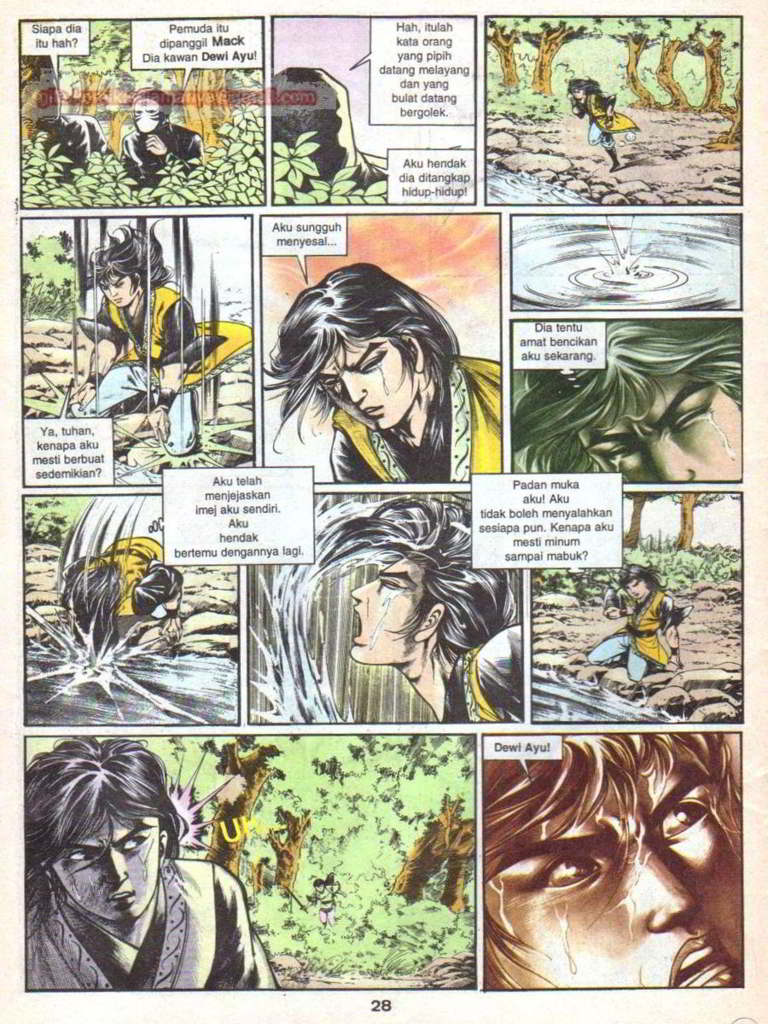 Siapa dia
itu hah?
Pemuda itu
dipanggil Mack
Dia kawan Dewi Ayu!
Hah, itulah
kata orang
yang pipih
datang melayang
dan yang
bulat datang
bergolek.
Aku hendak
dia ditangkap
hidup-hidup!
Ya, tuhan,
kenapa aku
mesti berbuat
sedemikian?
Aku sungguh
menyesal...
Dia tentu
amat bencikan
aku sekarang.
Aku telah
menjejaskan
imej aku sendiri.
Aku
hendak
bertemu dengannya lagi.
Padan muka
aku! Aku
tidak boleh menyalahkan
sesiapa pun. Kenapa aku
mesti minum
sampai mabuk?
Dewi Ayu!
28